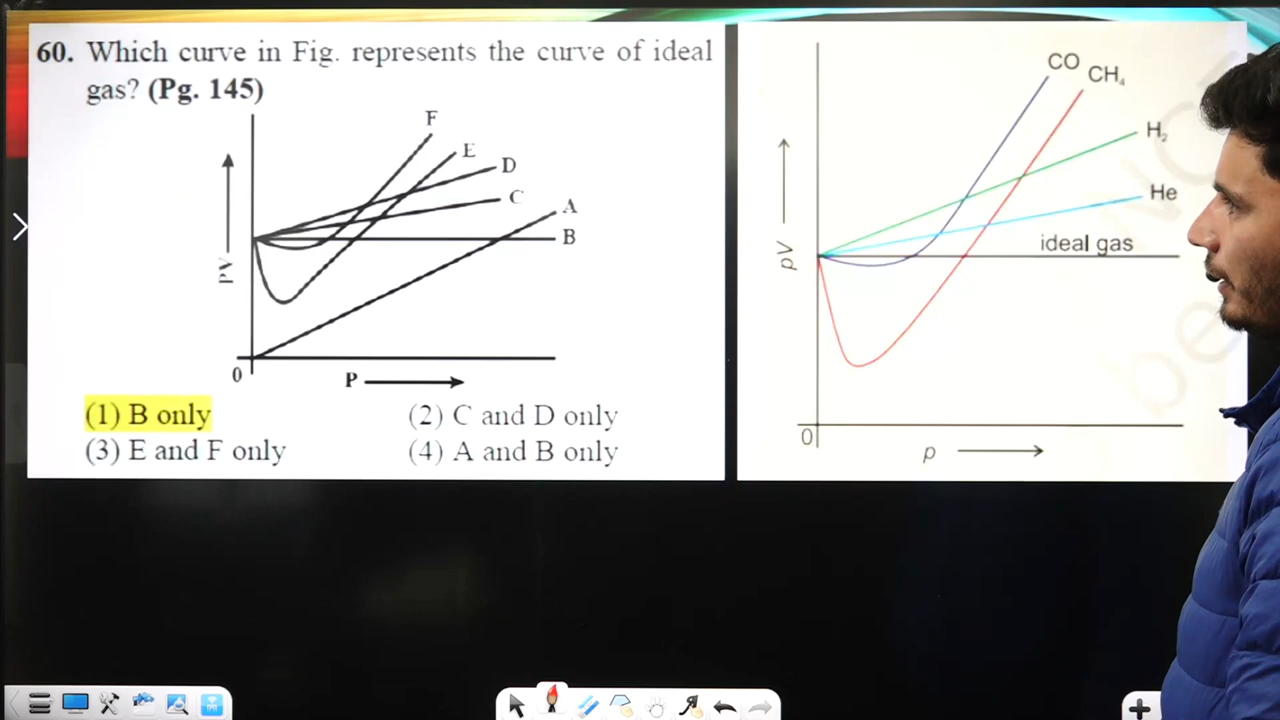 60. Which curve in Fig. represents the curve of ideal
gas? (Pg. 145)
F
E
D
C
A
B
PV
0
P
(1) B only
(2) C and D only
(3) E and F only
(4) A and B only
CO
CH₄
H₂
He
ideal gas
pV
0
p